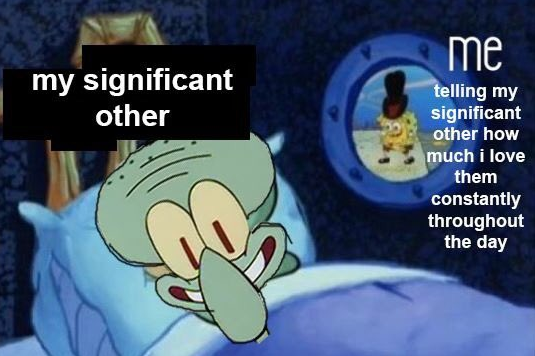 my significant
other
me
telling my
significant
other how
much i love
them
constantly
throughout
the day